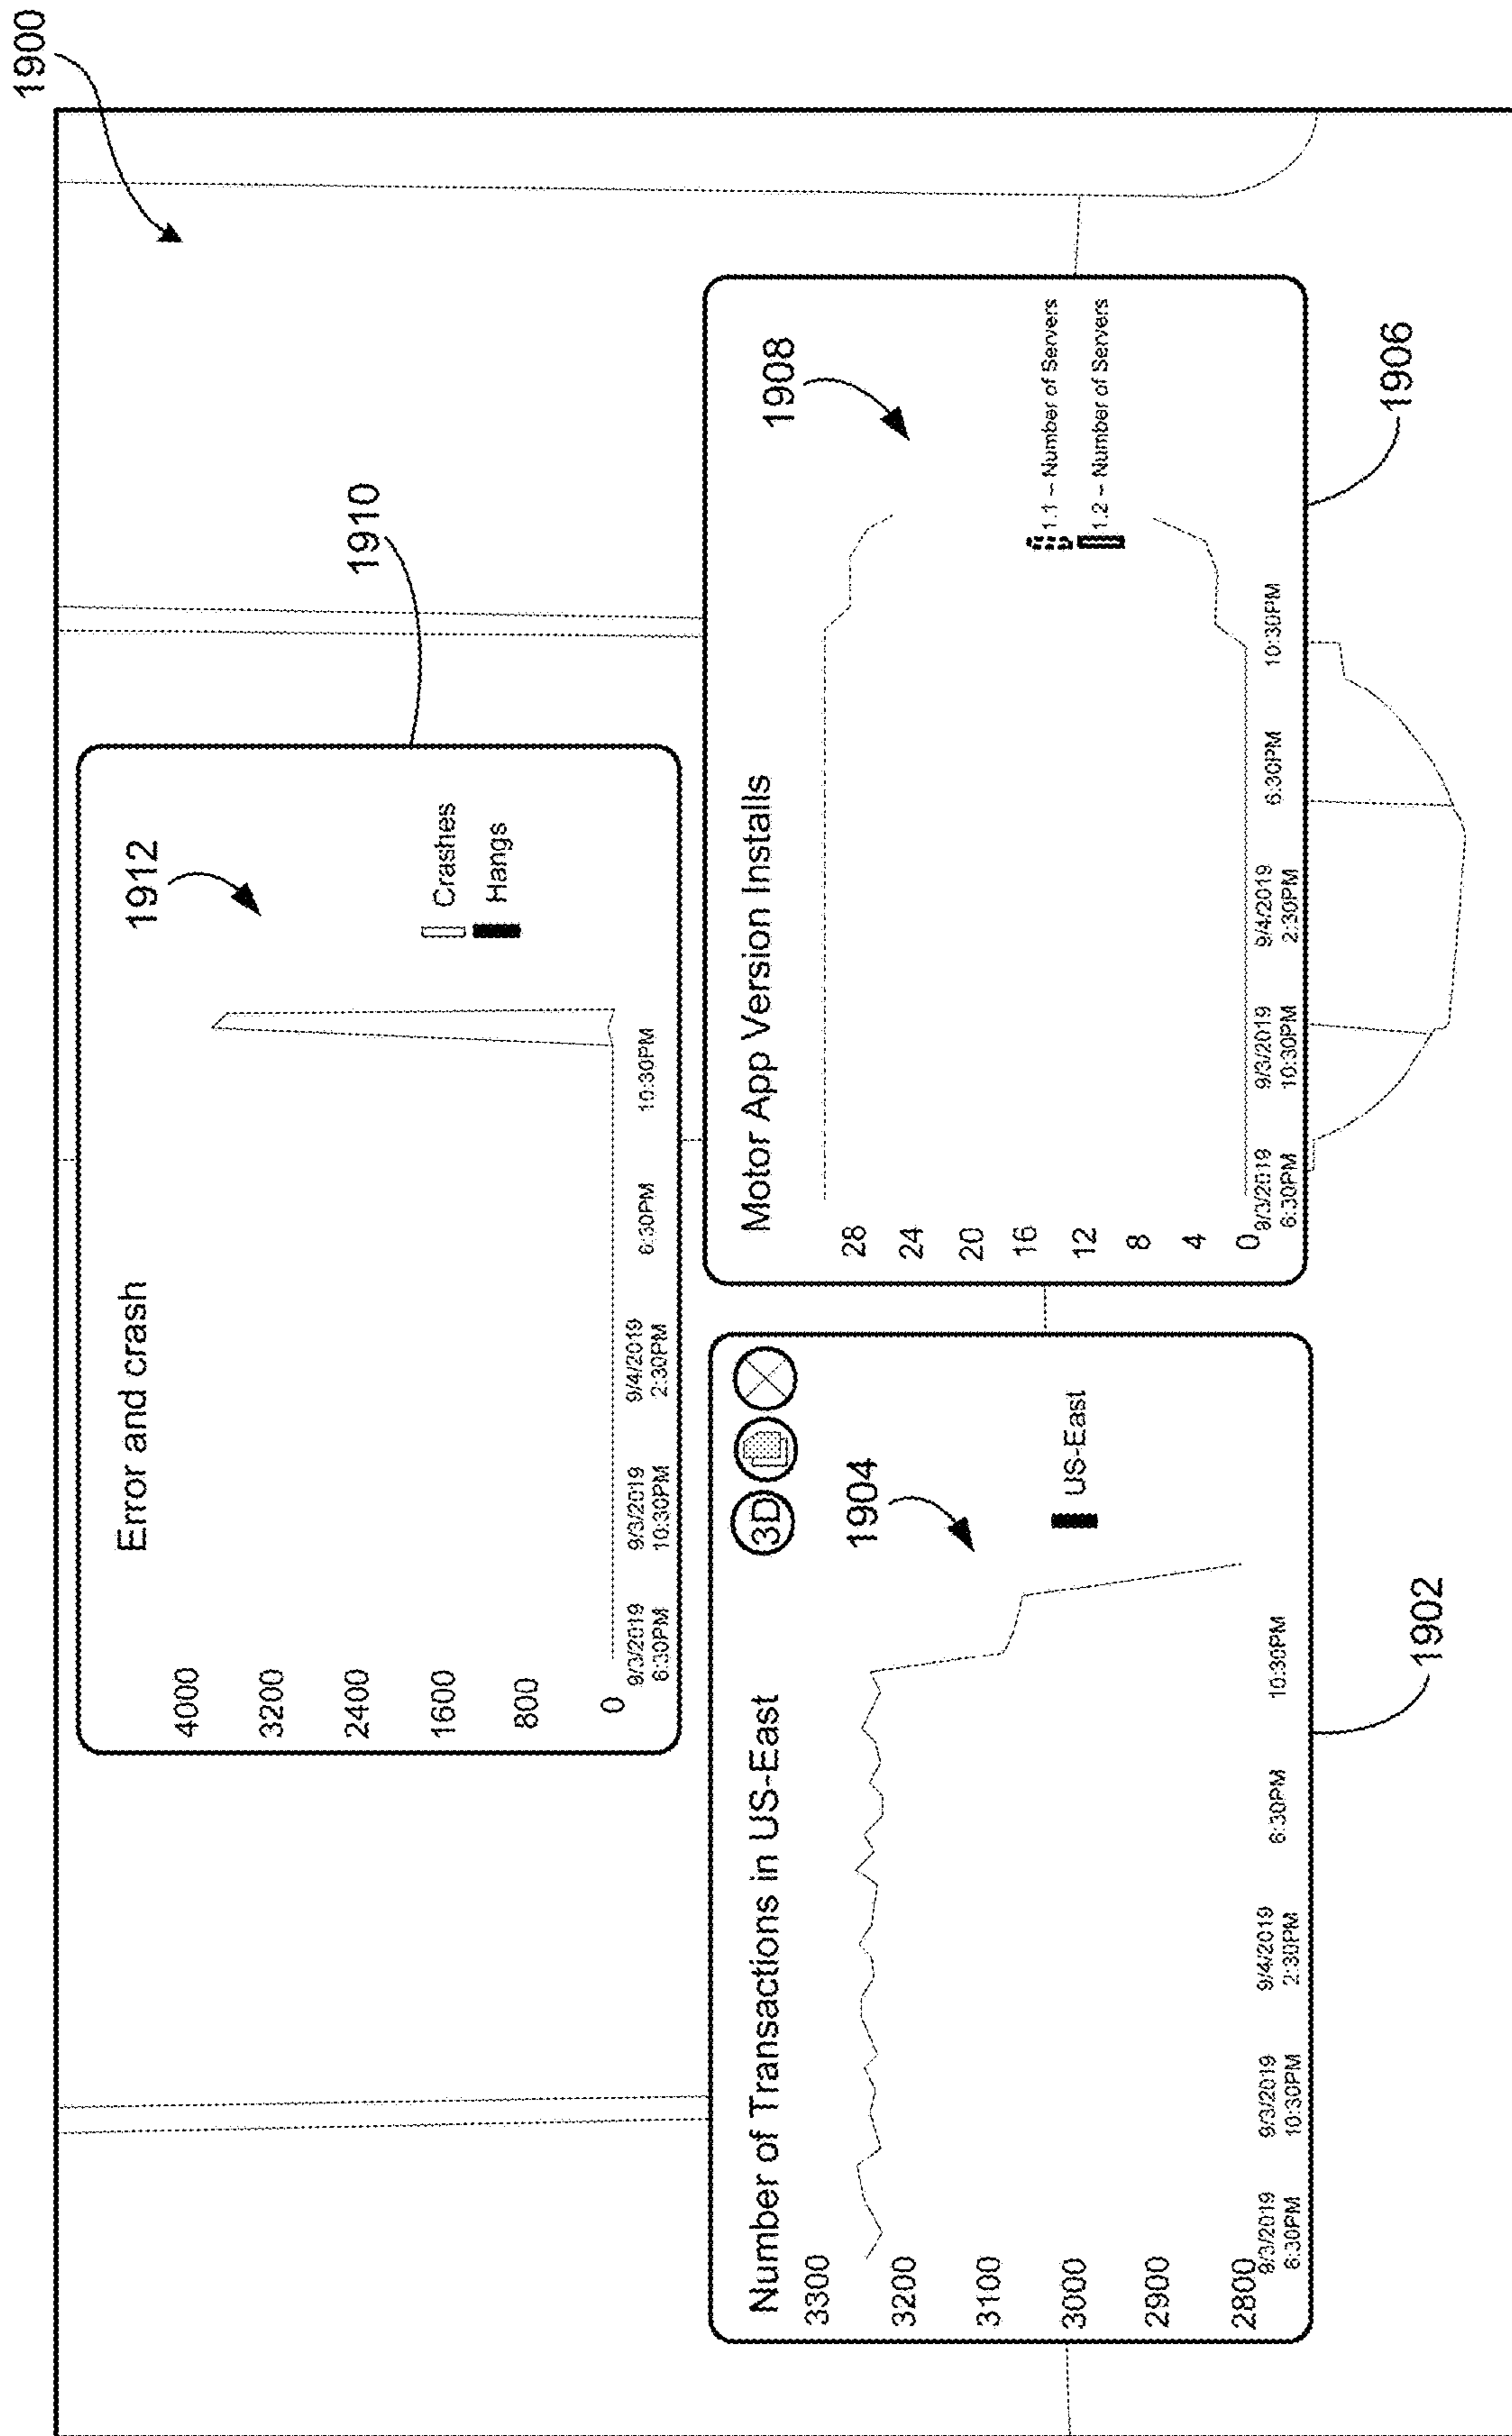 1900
1912
Error and crash
4000
3200
2400
1600
800
0
Crashes
Hangs
9/3/2019
6:30PM
9/3/2019
10:30PM
9/4/2019
2:30PM
6:30PM
10:30PM
1910
Number of Transactions in US-East
3D
3300
3200
3100
3000
2900
2800
1904
US-East
9/3/2019
6:30PM
9/3/2019
10:30PM
9/4/2019
2:30PM
6:30PM
10:30PM
1902
Motor App Version Installs
28
24
20
16
12
8
4
0
1908
1.1 – Number of Servers
1.2 – Number of Servers
9/3/2019
6:30PM
9/3/2019
10:30PM
9/4/2019
2:30PM
6:30PM
10:30PM
1906